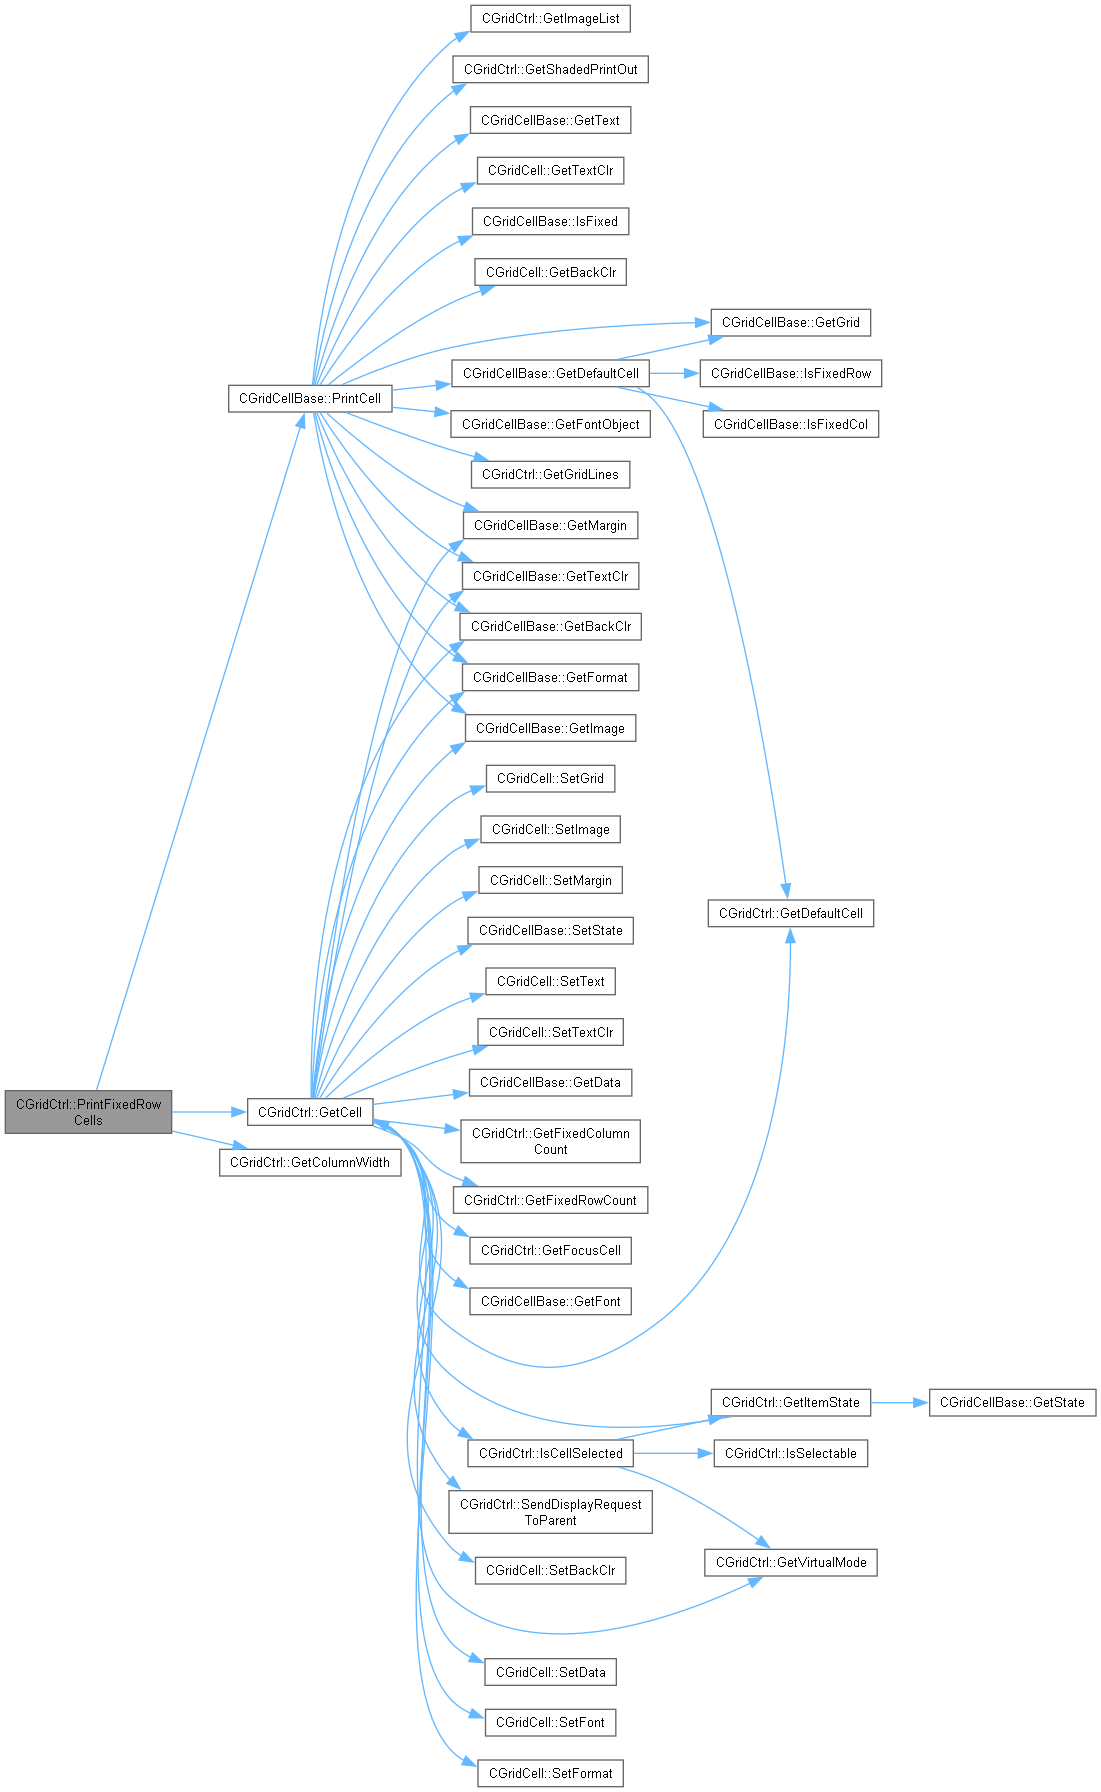 CGridCtrl::GetImageList
CGridCtrl::GetShadedPrintOut
CGridCellBase::GetText
CGridCell::GetTextClr
CGridCellBase::IsFixed
CGridCell::GetBackClr
CGridCellBase::GetGrid
CGridCellBase::GetDefaultCell
CGridCellBase::IsFixedRow
CGridCellBase::PrintCell
CGridCellBase::GetFontObject
CGridCellBase::IsFixedCol
CGridCtrl::GetGridLines
CGridCellBase::GetMargin
CGridCellBase::GetTextClr
CGridCellBase::GetBackClr
CGridCellBase::GetFormat
CGridCellBase::GetImage
CGridCell::SetGrid
CGridCell::SetImage
CGridCell::SetMargin
CGridCtrl::GetDefaultCell
CGridCellBase::SetState
CGridCell::SetText
CGridCell::SetTextClr
CGridCellBase::GetData
CGridCtrl::PrintFixedRow
Cells
CGridCtrl::GetCell
CGridCtrl::GetFixedColumn
Count
CGridCtrl::GetColumnWidth
CGridCtrl::GetFixedRowCount
CGridCtrl::GetFocusCell
CGridCellBase::GetFont
CGridCtrl::GetItemState
CGridCellBase::GetState
CGridCtrl::IsCellSelected
CGridCtrl::IsSelectable
CGridCtrl::SendDisplayRequest
ToParent
CGridCtrl::GetVirtualMode
CGridCell::SetBackClr
CGridCell::SetData
CGridCell::SetFont
CGridCell::SetFormat